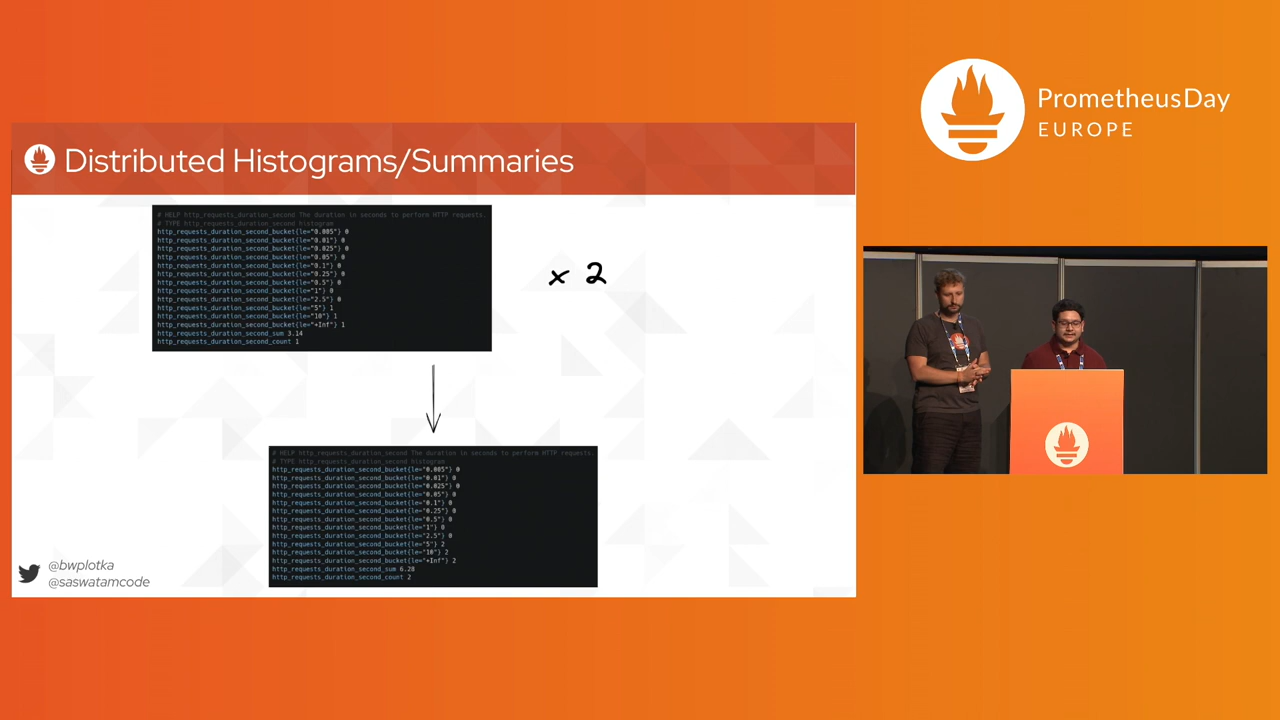 PrometheusDay
EUROPE
Distributed Histograms/Summaries
# HELP http_requests_duration_second The duration in seconds to perform HTTP requests.
# TYPE http_requests_duration_second histogram
http_requests_duration_second_bucket{le="0.005"} 0
http_requests_duration_second_bucket{le="0.01"} 0
http_requests_duration_second_bucket{le="0.025"} 0
http_requests_duration_second_bucket{le="0.05"} 0
http_requests_duration_second_bucket{le="0.1"} 0
http_requests_duration_second_bucket{le="0.25"} 0
http_requests_duration_second_bucket{le="0.5"} 0
http_requests_duration_second_bucket{le="1"} 0
http_requests_duration_second_bucket{le="2.5"} 0
http_requests_duration_second_bucket{le="5"} 1
http_requests_duration_second_bucket{le="10"} 1
http_requests_duration_second_bucket{le="+Inf"} 1
http_requests_duration_second_sum 3.14
http_requests_duration_second_count 1
x 2
# HELP http_requests_duration_second The duration in seconds to perform HTTP requests.
# TYPE http_requests_duration_second histogram
http_requests_duration_second_bucket{le="0.005"} 0
http_requests_duration_second_bucket{le="0.01"} 0
http_requests_duration_second_bucket{le="0.025"} 0
http_requests_duration_second_bucket{le="0.05"} 0
http_requests_duration_second_bucket{le="0.1"} 0
http_requests_duration_second_bucket{le="0.25"} 0
http_requests_duration_second_bucket{le="0.5"} 0
http_requests_duration_second_bucket{le="1"} 0
http_requests_duration_second_bucket{le="2.5"} 0
http_requests_duration_second_bucket{le="5"} 2
http_requests_duration_second_bucket{le="10"} 2
http_requests_duration_second_bucket{le="+Inf"} 2
http_requests_duration_second_sum 6.28
http_requests_duration_second_count 2
@bwplotka
@saswatamcode